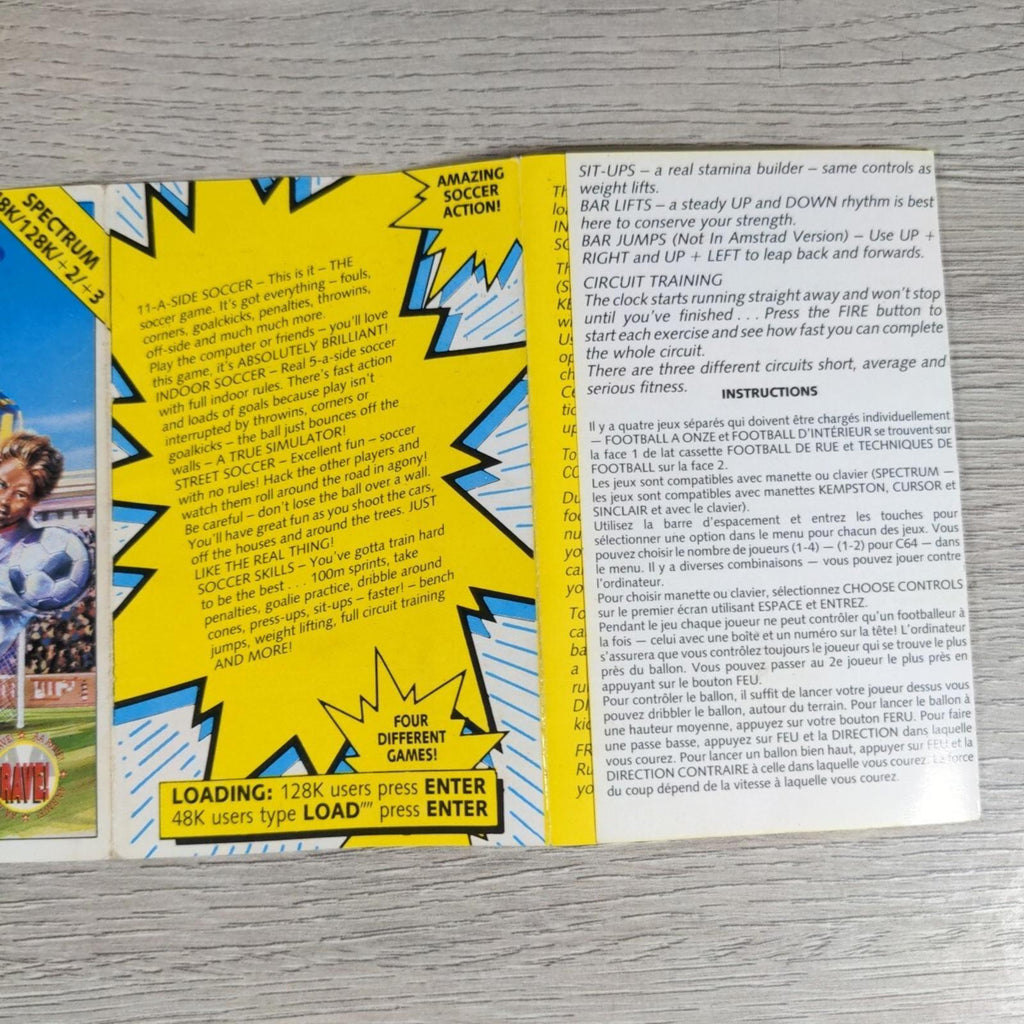 SPECTRUM
8K/128K/+2/+3
RAVE!
AMAZING
SOCCER
ACTION!
11-A-SIDE SOCCER – This is it – THE
soccer game. It's got everything – fouls,
corners, goalckicks, penalties, throwins,
off-side and much much more.
Play the computer or friends – you'll love
this game, it's ABSOLUTELY BRILLIANT!
INDOOR SOCCER – Real 5-a-side soccer
with full indoor rules. There's fast action
and loads of goals because play isn't
interrupted by throwins, corners or
goalkicks – the ball just bounces off the
walls – A TRUE SIMULATOR!
STREET SOCCER – Excellent fun – soccer
with no rules! Hack the other players and
watch them roll around the road in agony!
Be careful – don't lose the ball over a wall.
You'll have great fun as you shoot the cars,
off the houses and around the trees. JUST
LIKE THE REAL THING!
SOCCER SKILLS – You've gotta train hard
to be the best . . . 100m sprints, take
penalties, goalie practice, dribble around
cones, press-ups, sit-ups – faster! – bench
jumps, weight lifting, full circuit training
AND MORE!
FOUR
DIFFERENT
GAMES!
LOADING: 128K users press ENTER
48K users type LOAD"" press ENTER
SIT-UPS – a real stamina builder – same controls as
weight lifts.
BAR LIFTS – a steady UP and DOWN rhythm is best
here to conserve your strength.
BAR JUMPS (Not In Amstrad Version) – Use UP +
RIGHT and UP + LEFT to leap back and forwards.
CIRCUIT TRAINING
The clock starts running straight away and won't stop
until you've finished . . . Press the FIRE button to
start each exercise and see how fast you can complete
the whole circuit.
There are three different circuits short, average and
serious fitness.
INSTRUCTIONS
Il y a quatre jeux séparés qui doivent être chargés individuellement
— FOOTBALL A ONZE et FOOTBALL D'INTÉRIEUR se trouvent sur
la face 1 de lat cassette FOOTBALL DE RUE et TECHNIQUES DE
FOOTBALL sur la face 2.
Les jeux sont compatibles avec manette ou clavier (SPECTRUM —
les jeux sont compatibles avec manettes KEMPSTON, CURSOR et
SINCLAIR et avec le clavier).
Utilisez la barre d'espacement et entrez les touches pour
sélectionner une option dans le menu pour chacun des jeux. Vous
pouvez choisir le nombre de joueurs (1-4) — (1-2) pour C64 — dans
le menu. Il y a diverses combinaisons — vous pouvez jouer contre
l'ordinateur.
Pour choisir manette ou clavier, sélectionnez CHOOSE CONTROLS
sur le premier écran utilisant ESPACE et ENTREZ.
Pendant le jeu chaque joueur ne peut contrôler qu'un footballeur à
la fois — celui avec une boîte et un numéro sur la tête! L'ordinateur
s'assurera que vous contrôlez toujours le joueur qui se trouve le plus
près du ballon. Vous pouvez passer au 2e joueur le plus près en
appuyant sur le bouton FEU.
Pour contrôler le ballon, il suffit de lancer votre joueur dessus vous
pouvez dribbler le ballon, autour du terrain. Pour lancer le ballon à
une hauteur moyenne, appuyez sur votre bouton FERU. Pour faire
une passe basse, appuyez sur FEU et la DIRECTION dans laquelle
vous courez. Pour lancer un ballon bien haut, appuyer sur FEU et la
DIRECTION CONTRAIRE à celle dans laquelle vous courez. La force
du coup dépend de la vitesse à laquelle vous courez.